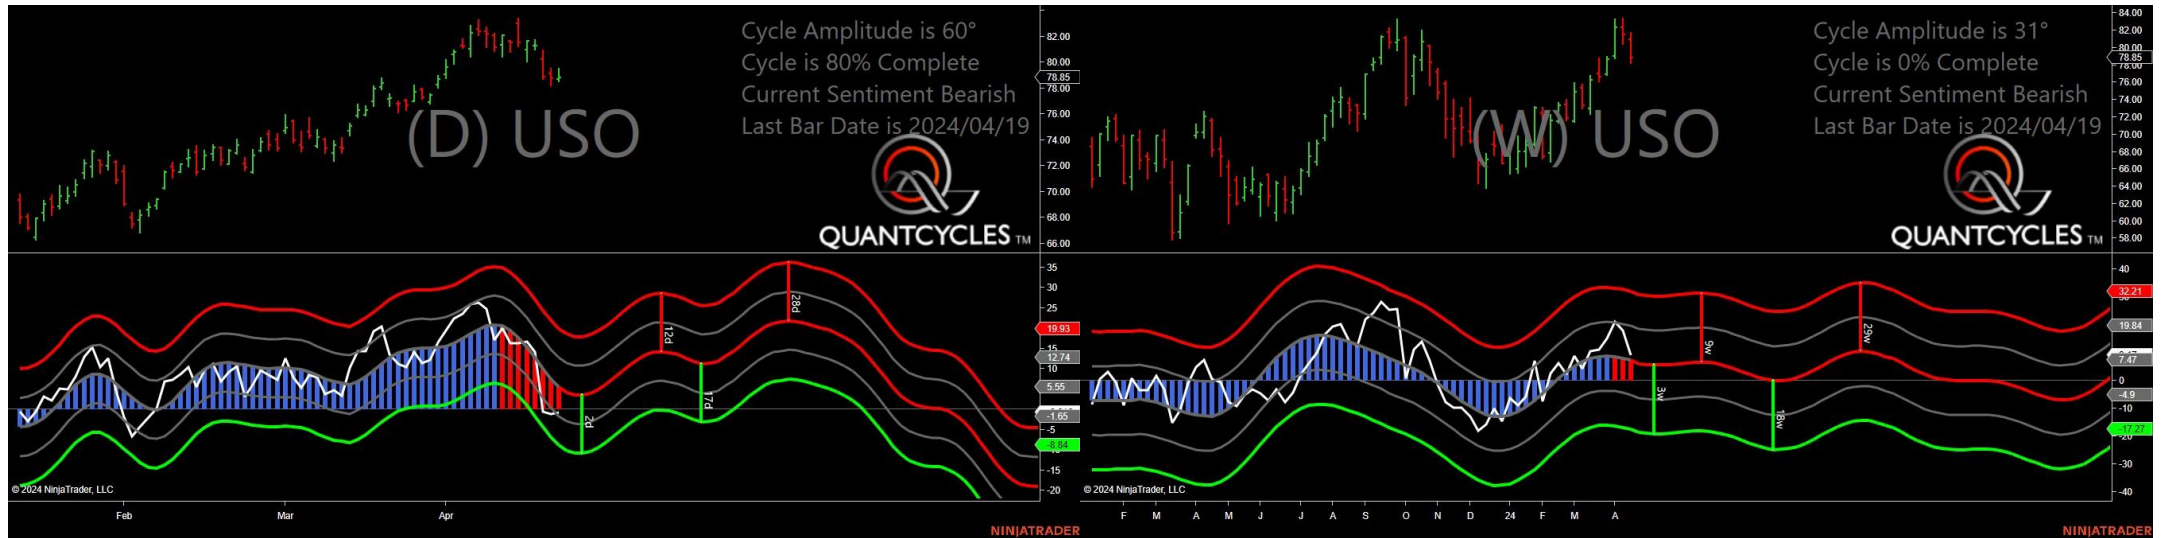 Cycle Amplitude is 60°
Cycle is 80% Complete
Current Sentiment Bearish
Last Bar Date is 2024/04/19
(D) USO
QUANTCYCLES TM
82.00
80.00
78.85
76.00
74.00
72.00
70.00
68.00
66.00
35
30
25
19.93
15
12.74
10
5.55
-1.65
-5
-8.84
-15
-20
2d
12d
17d
28d
© 2024 NinjaTrader, LLC
Feb
Mar
Apr
NINJATRADER
Cycle Amplitude is 31°
Cycle is 0% Complete
Current Sentiment Bearish
Last Bar Date is 2024/04/19
(W) USO
QUANTCYCLES TM
84.00
82.00
80.00
78.85
76.00
74.00
72.00
70.00
68.00
66.00
64.00
62.00
60.00
58.00
40
32.21
19.84
7.47
0
-4.9
-10
-17.27
-30
-40
3w
9w
18w
29w
© 2024 NinjaTrader, LLC
F M A M J J A S O N D 24 F M A
NINJATRADER